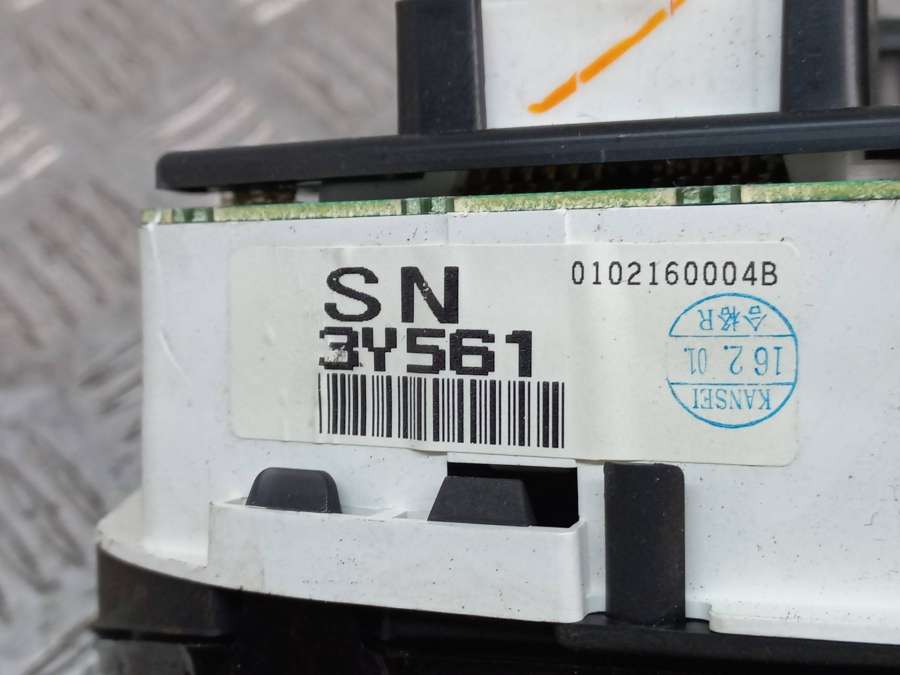 SN
0102160004B
3Y561
KANSEI
01. 2. 16
合格R